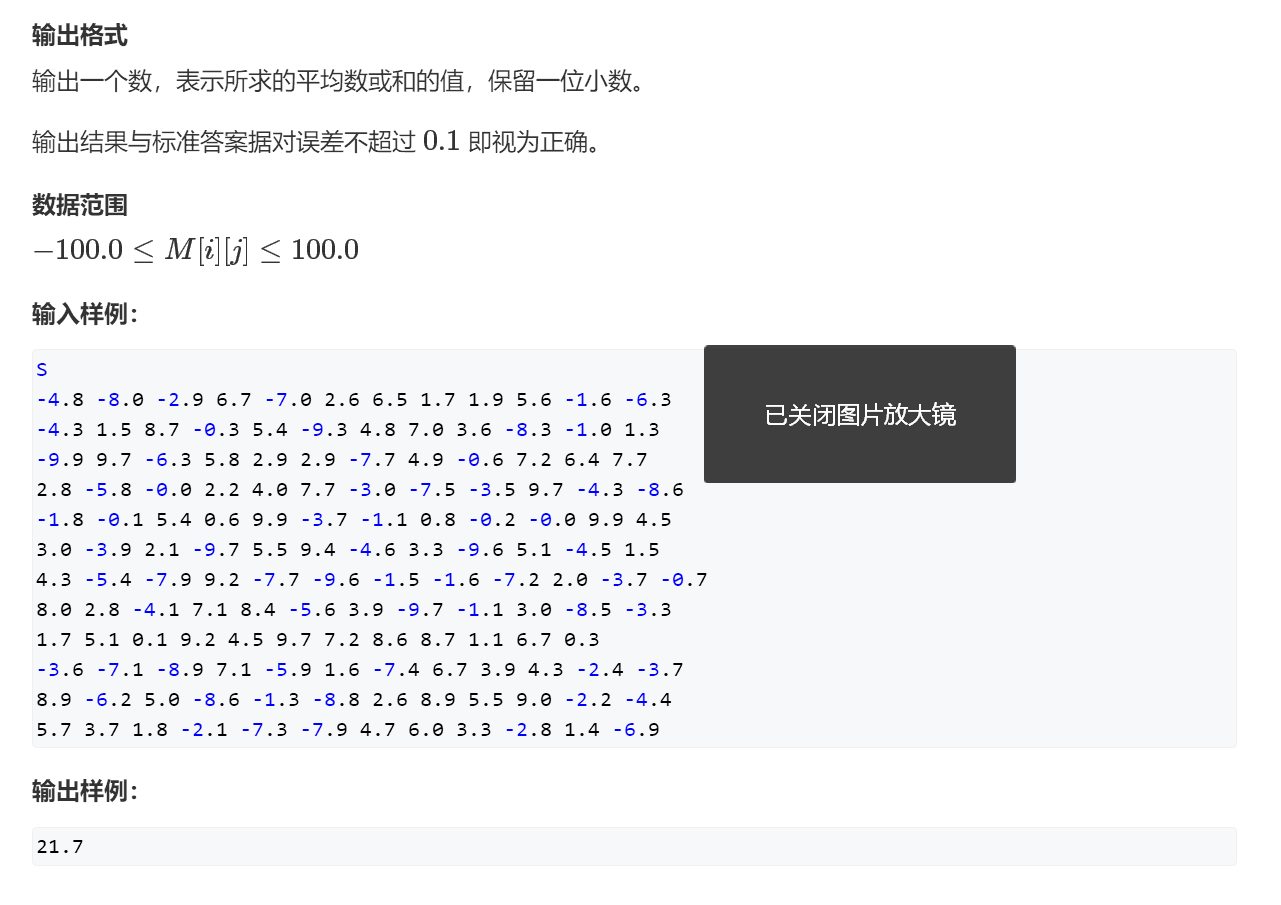 输出格式
输出一个数，表示所求的平均数或和的值，保留一位小数。
输出结果与标准答案据对误差不超过 0.1 即视为正确。
数据范围
−100.0 ≤ M[i][j] ≤ 100.0
输入样例：
S
-4.8 -8.0 -2.9 6.7 -7.0 2.6 6.5 1.7 1.9 5.6 -1.6 -6.3
-4.3 1.5 8.7 -0.3 5.4 -9.3 4.8 7.0 3.6 -8.3 -1.0 1.3
-9.9 9.7 -6.3 5.8 2.9 2.9 -7.7 4.9 -0.6 7.2 6.4 7.7
2.8 -5.8 -0.0 2.2 4.0 7.7 -3.0 -7.5 -3.5 9.7 -4.3 -8.6
-1.8 -0.1 5.4 0.6 9.9 -3.7 -1.1 0.8 -0.2 -0.0 9.9 4.5
3.0 -3.9 2.1 -9.7 5.5 9.4 -4.6 3.3 -9.6 5.1 -4.5 1.5
4.3 -5.4 -7.9 9.2 -7.7 -9.6 -1.5 -1.6 -7.2 2.0 -3.7 -0.7
8.0 2.8 -4.1 7.1 8.4 -5.6 3.9 -9.7 -1.1 3.0 -8.5 -3.3
1.7 5.1 0.1 9.2 4.5 9.7 7.2 8.6 8.7 1.1 6.7 0.3
-3.6 -7.1 -8.9 7.1 -5.9 1.6 -7.4 6.7 3.9 4.3 -2.4 -3.7
8.9 -6.2 5.0 -8.6 -1.3 -8.8 2.6 8.9 5.5 9.0 -2.2 -4.4
5.7 3.7 1.8 -2.1 -7.3 -7.9 4.7 6.0 3.3 -2.8 1.4 -6.9
已关闭图片放大镜
输出样例：
21.7